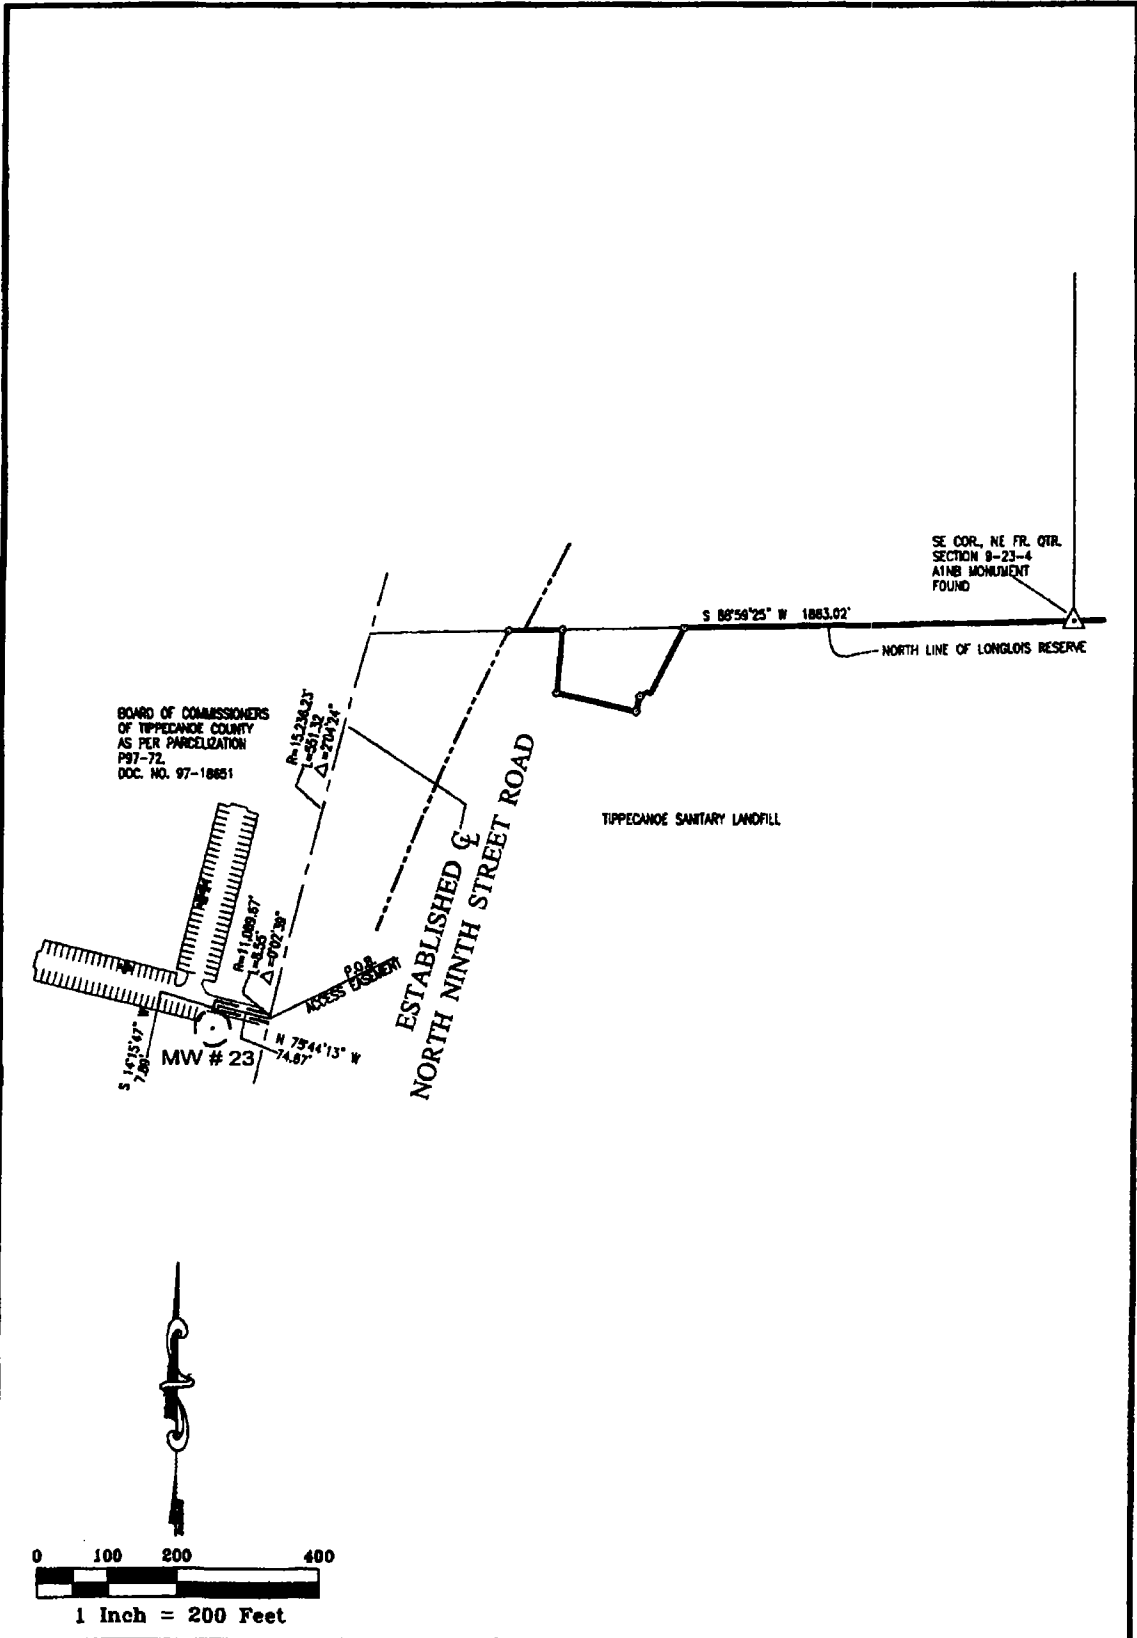 SE COR., NE FR. QTR.
SECTION 9-23-4
A1NB MONUMENT
FOUND
S 88°59'25" W 1883.02'
NORTH LINE OF LONGLOIS RESERVE
BOARD OF COMMISSIONERS
OF TIPPECANOE COUNTY
AS PER PARCELIZATION
P97-72.
DOC. NO. 97-18651
R=15,236.23'
L=551.32
Δ=2°04'24"
TIPPECANOE SANITARY LANDFILL
ESTABLISHED ℄
NORTH NINTH STREET ROAD
R=11,089.67'
L=8.55'
Δ=0°02'39"
P.O.B.
ACCESS EASEMENT
N 75°44'13" W
74.67'
MW # 23
S 14°15'47" W
7.89'
0 100 200 400
1 Inch = 200 Feet